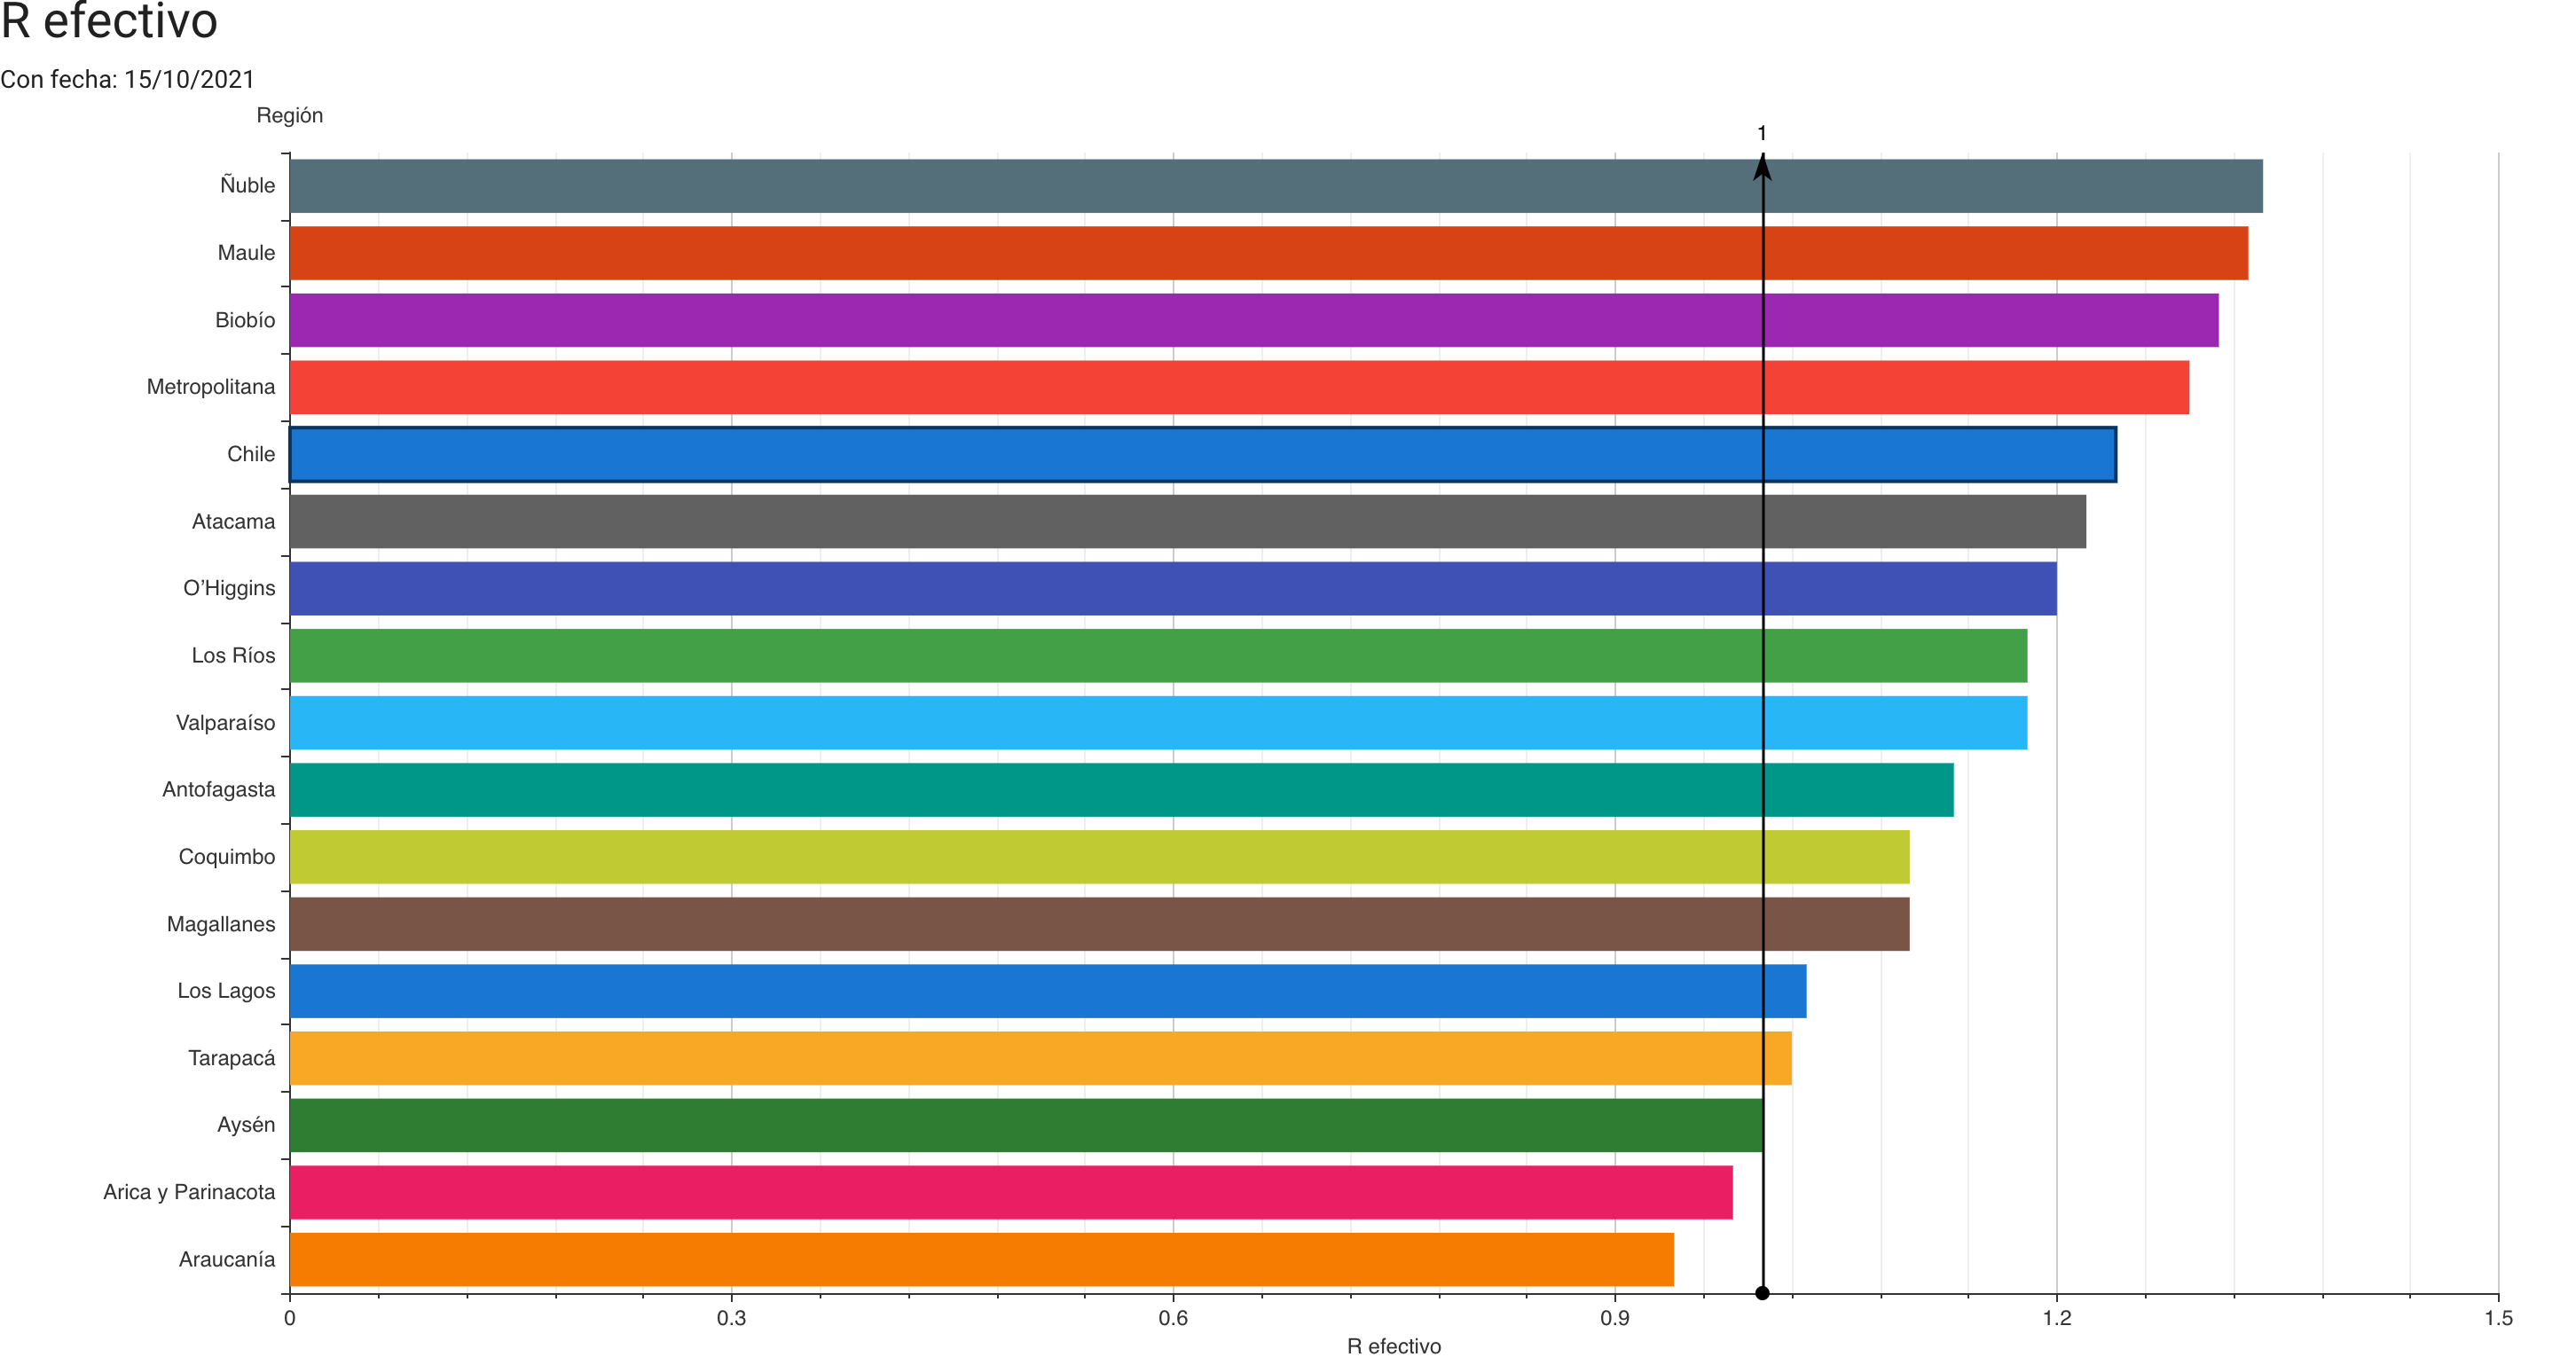 R efectivo
Con fecha: 15/10/2021
Región
1
Ñuble
Maule
Biobío
Metropolitana
Chile
Atacama
O’Higgins
Los Ríos
Valparaíso
Antofagasta
Coquimbo
Magallanes
Los Lagos
Tarapacá
Aysén
Arica y Parinacota
Araucanía
0 0.3 0.6 0.9 1.2 1.5
R efectivo